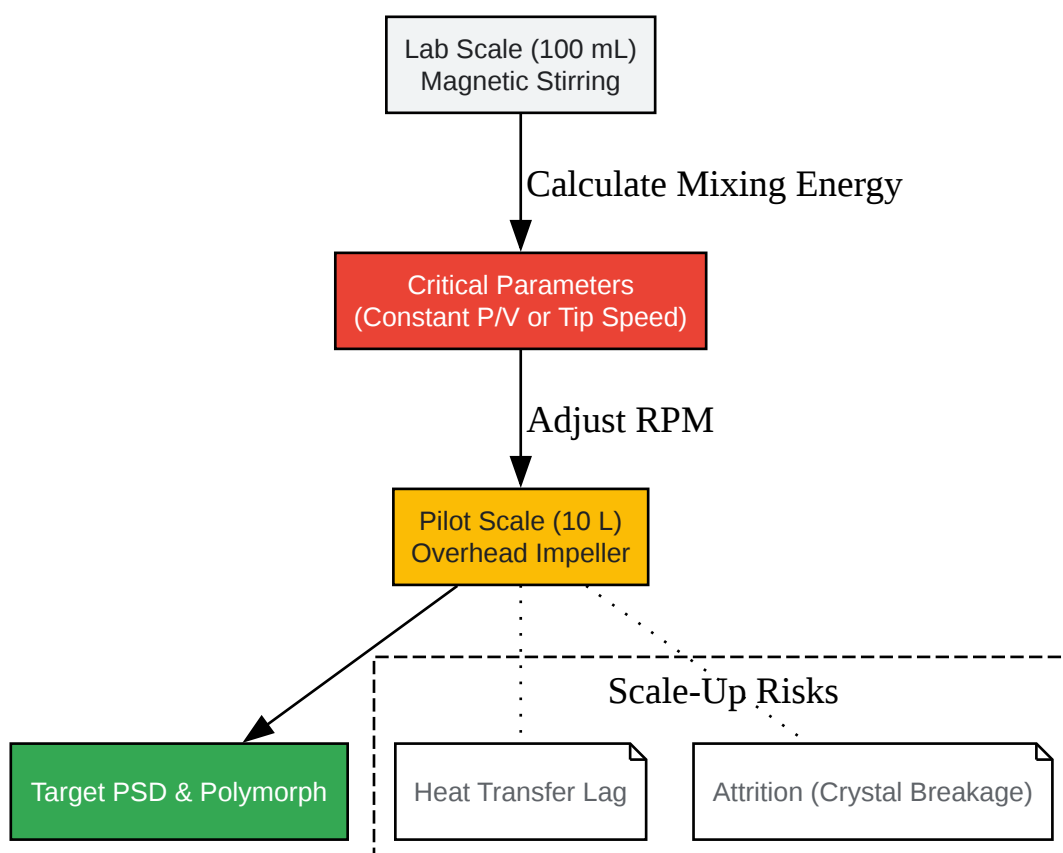 Lab Scale (100 mL)
Magnetic Stirring
Calculate Mixing Energy
Critical Parameters
(Constant P/V or Tip Speed)
Adjust RPM
Pilot Scale (10 L)
Overhead Impeller
Scale-Up Risks
Target PSD & Polymorph
Heat Transfer Lag
Attrition (Crystal Breakage)